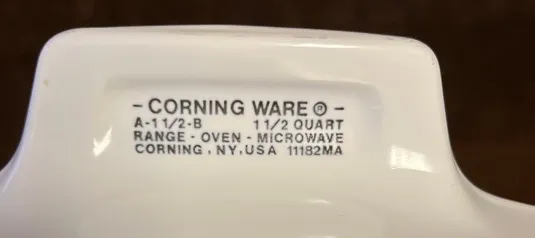 - CORNING WARE ® -
A-1 1/2-B 1 1/2 QUART
RANGE - OVEN - MICROWAVE
CORNING , NY, USA 11182MA